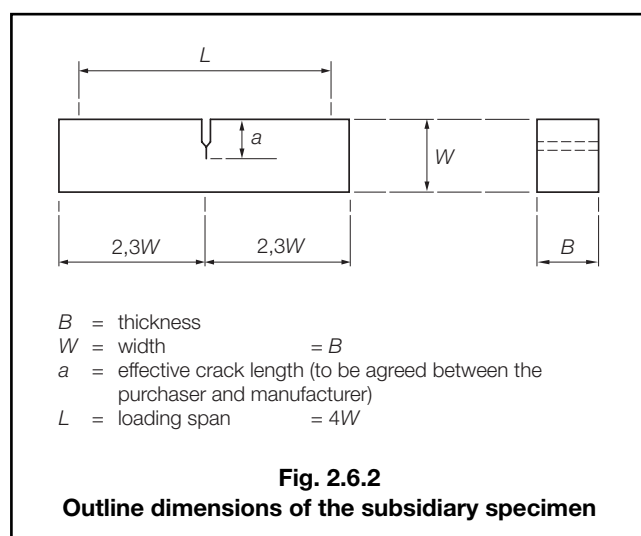 L
a
W
2,3W 2,3W
B
B = thickness
W = width = B
a = effective crack length (to be agreed between the
purchaser and manufacturer)
L = loading span = 4W
Fig. 2.6.2
Outline dimensions of the subsidiary specimen